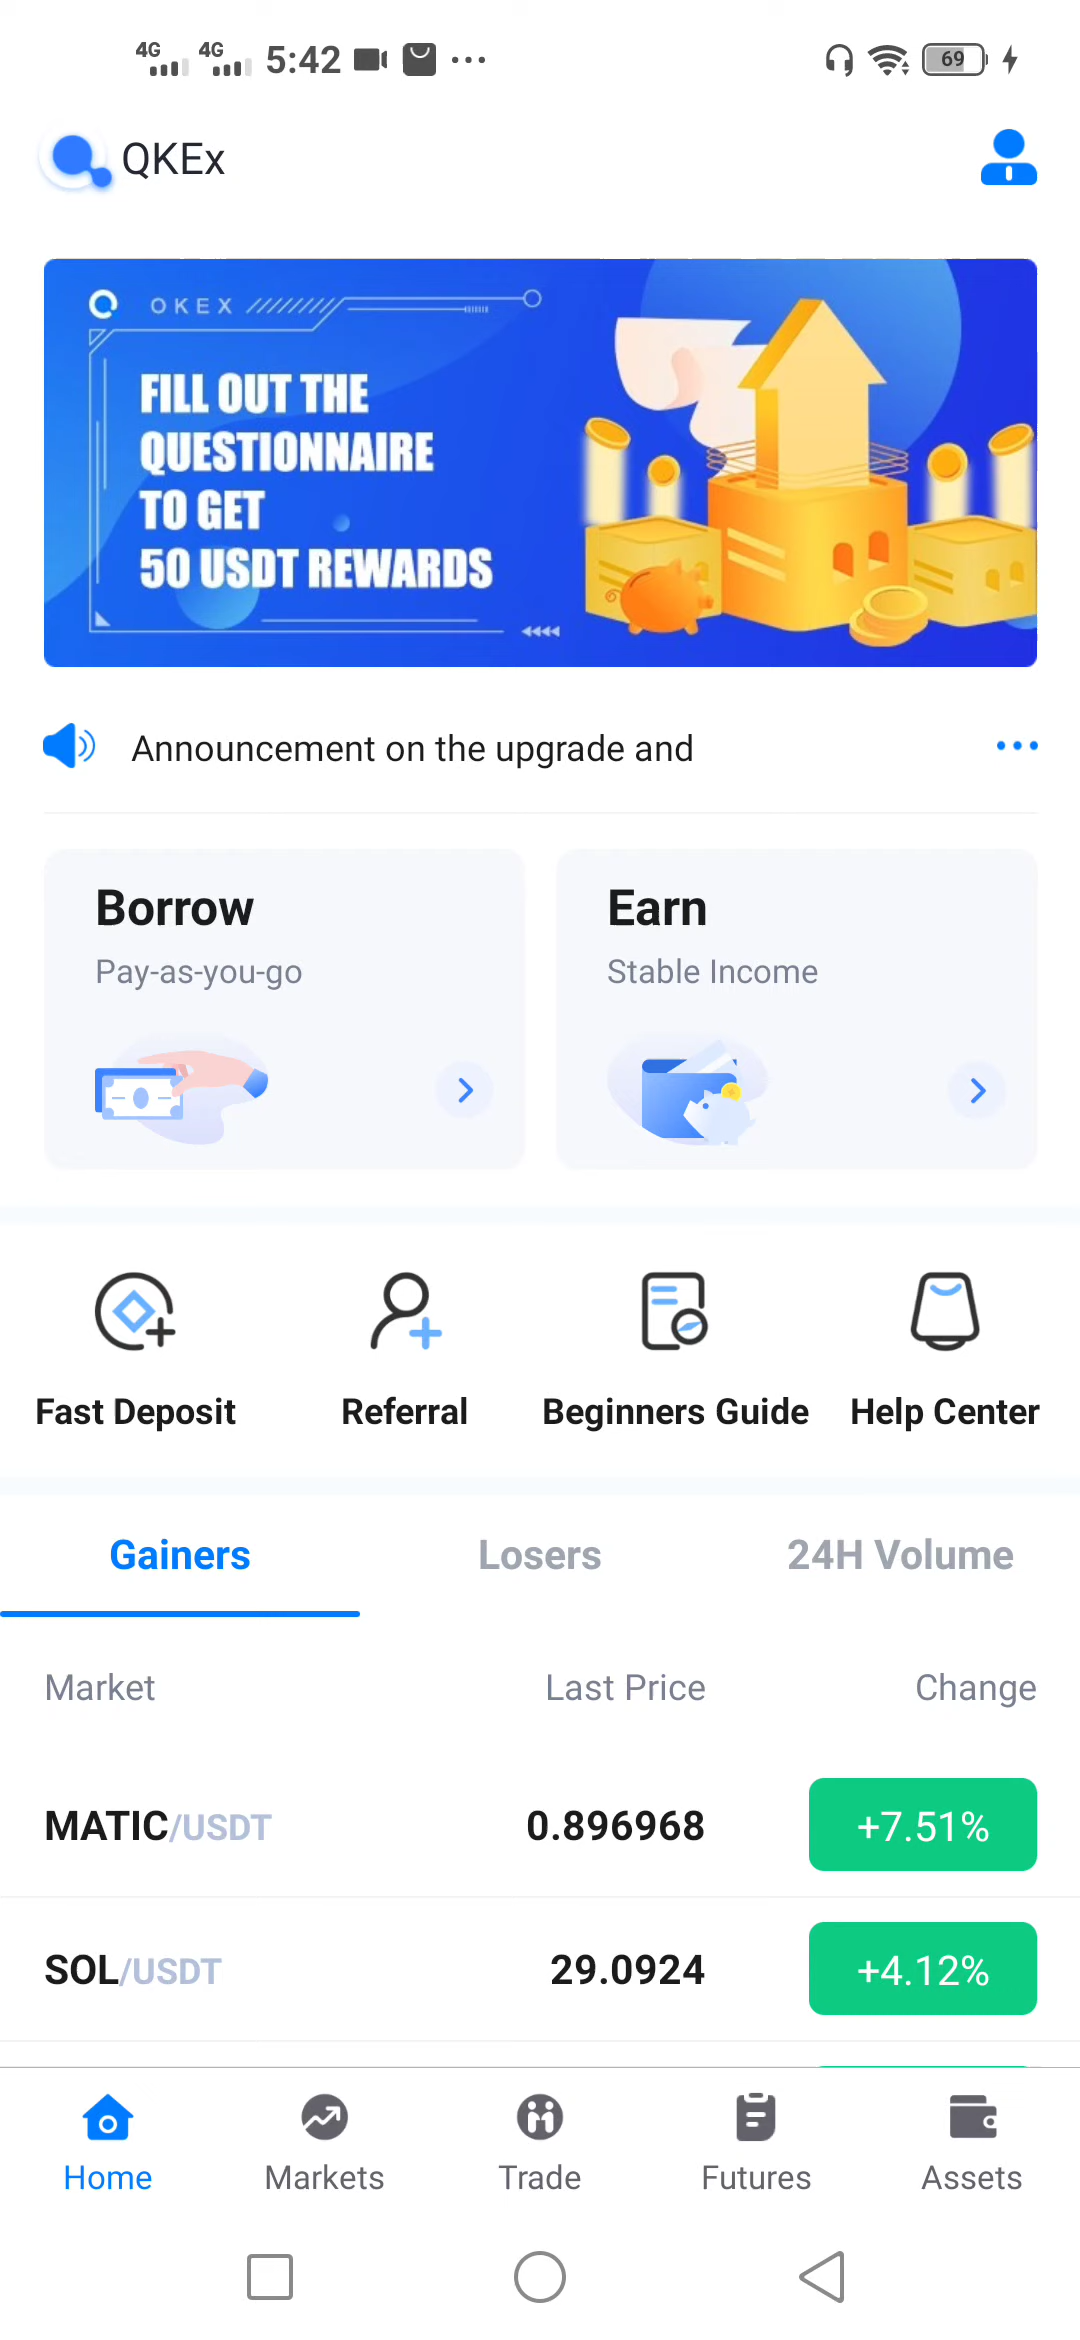 4G 4G 5:42 69
QKEx
OKEX
FILL OUT THE
QUESTIONNAIRE
TO GET
50 USDT REWARDS
Announcement on the upgrade and
Borrow Earn
Pay-as-you-go Stable Income
Fast Deposit Referral Beginners Guide Help Center
Gainers Losers 24H Volume
Market Last Price Change
MATIC/USDT 0.896968 +7.51%
SOL/USDT 29.0924 +4.12%
Home Markets Trade Futures Assets